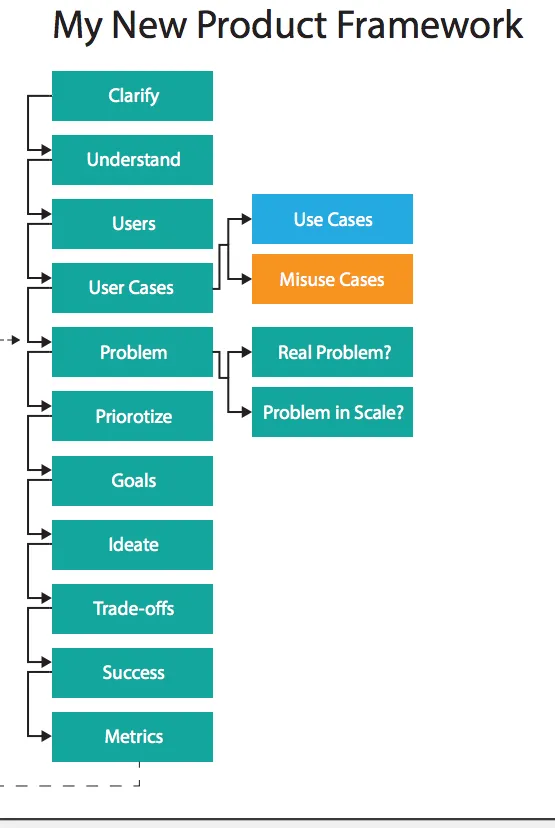 My New Product Framework
Clarify
Understand
Users
User Cases
Use Cases
Misuse Cases
Problem
Real Problem?
Problem in Scale?
Priorotize
Goals
Ideate
Trade-offs
Success
Metrics